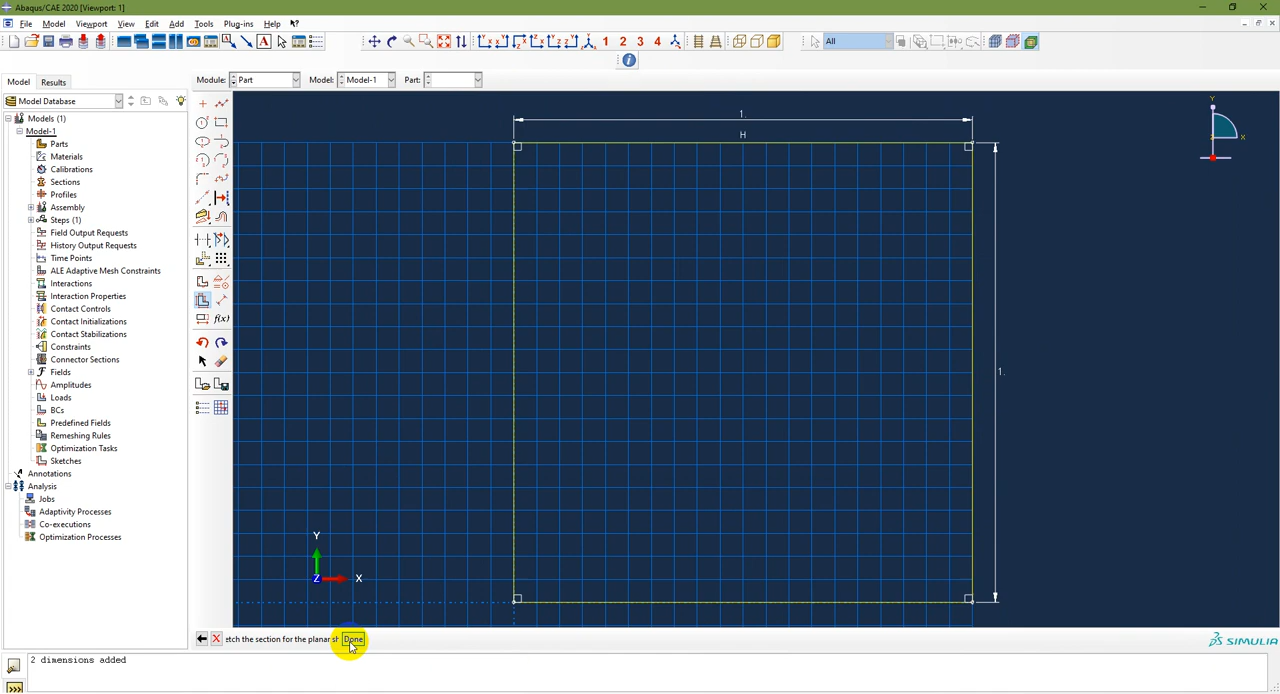 Abaqus/CAE 2020 [Viewport: 1]
File Model Viewport View Edit Add Tools Plug-ins Help
1 2 3 4 All
Model Results Module: Part Model: Model-1 Part:
Model Database
Models (1)
Model-1
Parts
Materials
Calibrations
Sections
Profiles
Assembly
Steps (1)
Field Output Requests
History Output Requests
Time Points
ALE Adaptive Mesh Constraints
Interactions
Interaction Properties
Contact Controls
Contact Initializations
Contact Stabilizations
Constraints
Connector Sections
Fields
Amplitudes
Loads
BCs
Predefined Fields
Remeshing Rules
Optimization Tasks
Sketches
Annotations
Analysis
Jobs
Adaptivity Processes
Co-executions
Optimization Processes
f(x)
1.
H
1.
Y
X
Y
Z X
etch the section for the planar sh Done
SIMULIA
2 dimensions added